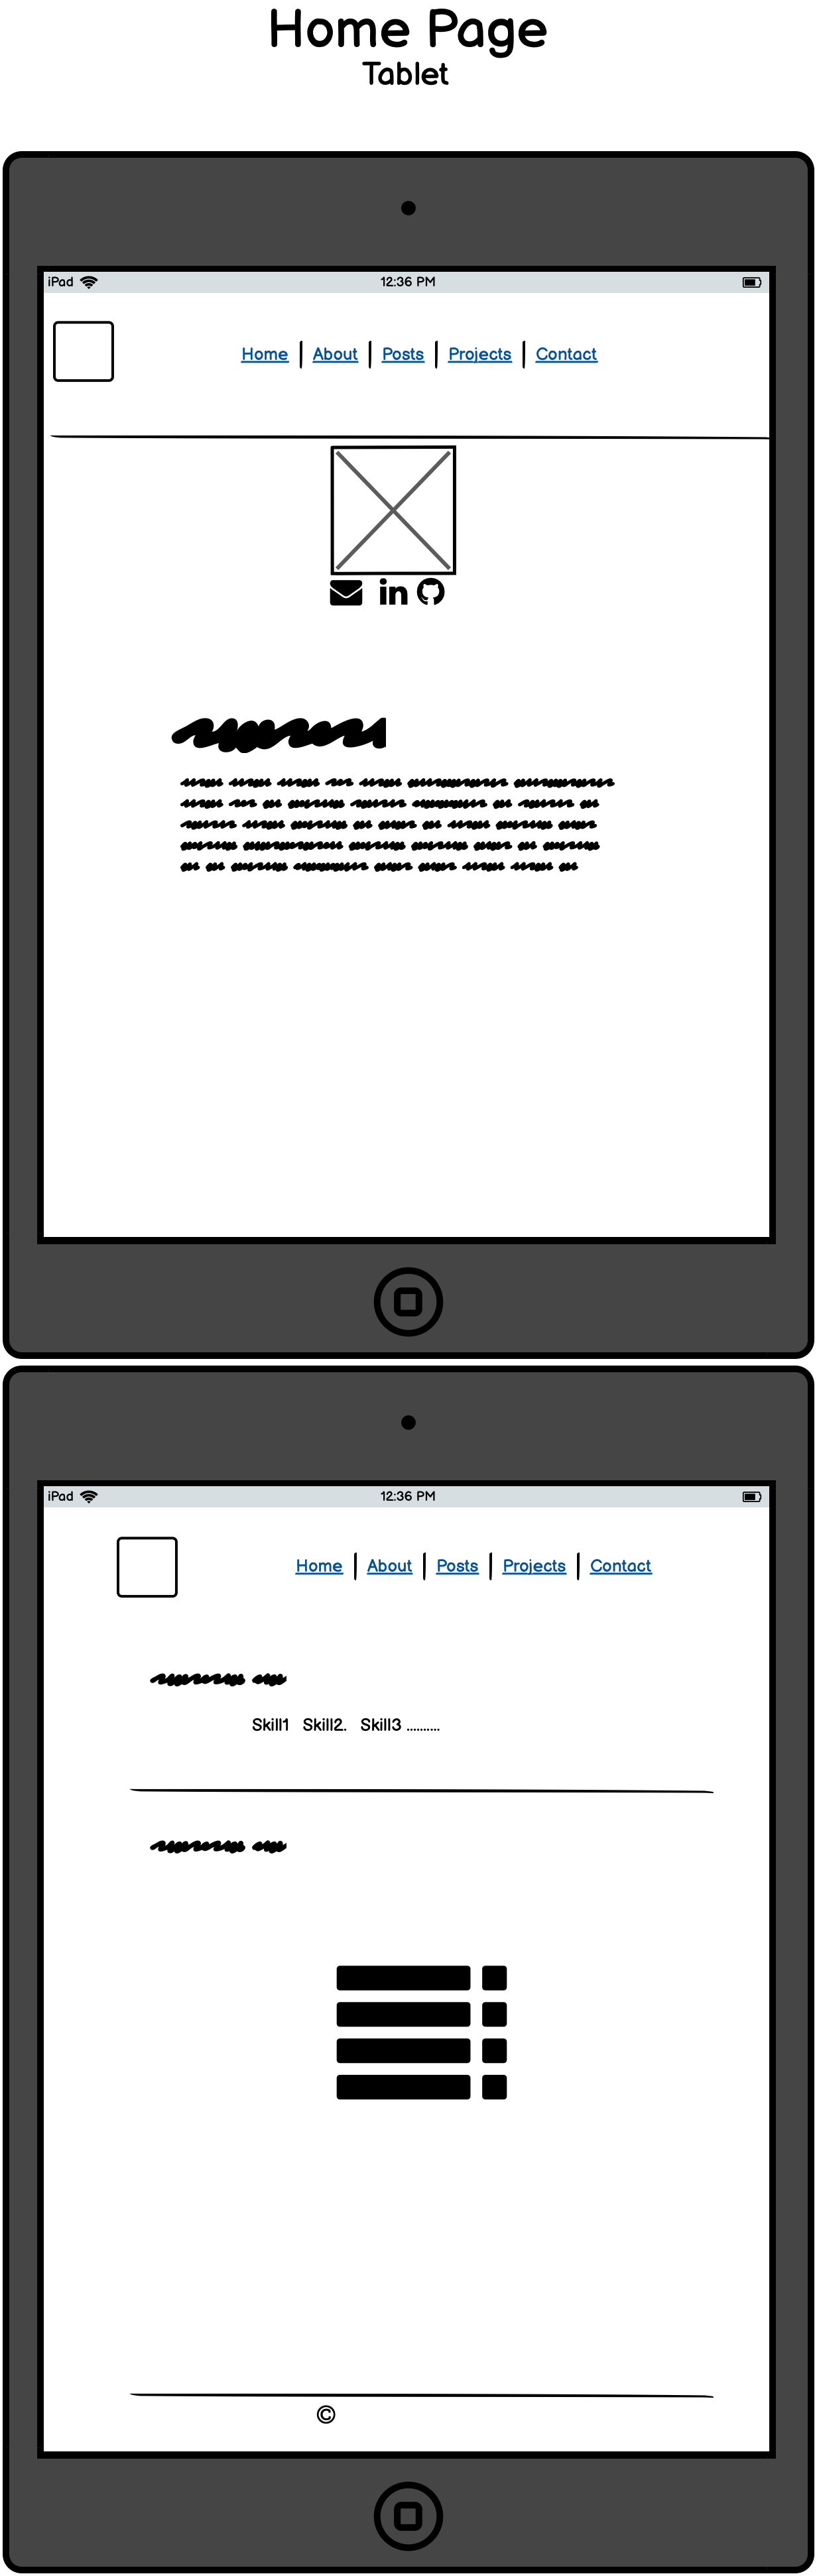 Home Page
Tablet
iPad 12:36 PM
Home About Posts Projects Contact
in
iPad 12:36 PM
Home About Posts Projects Contact
Skill1 Skill2. Skill3 ..........
©